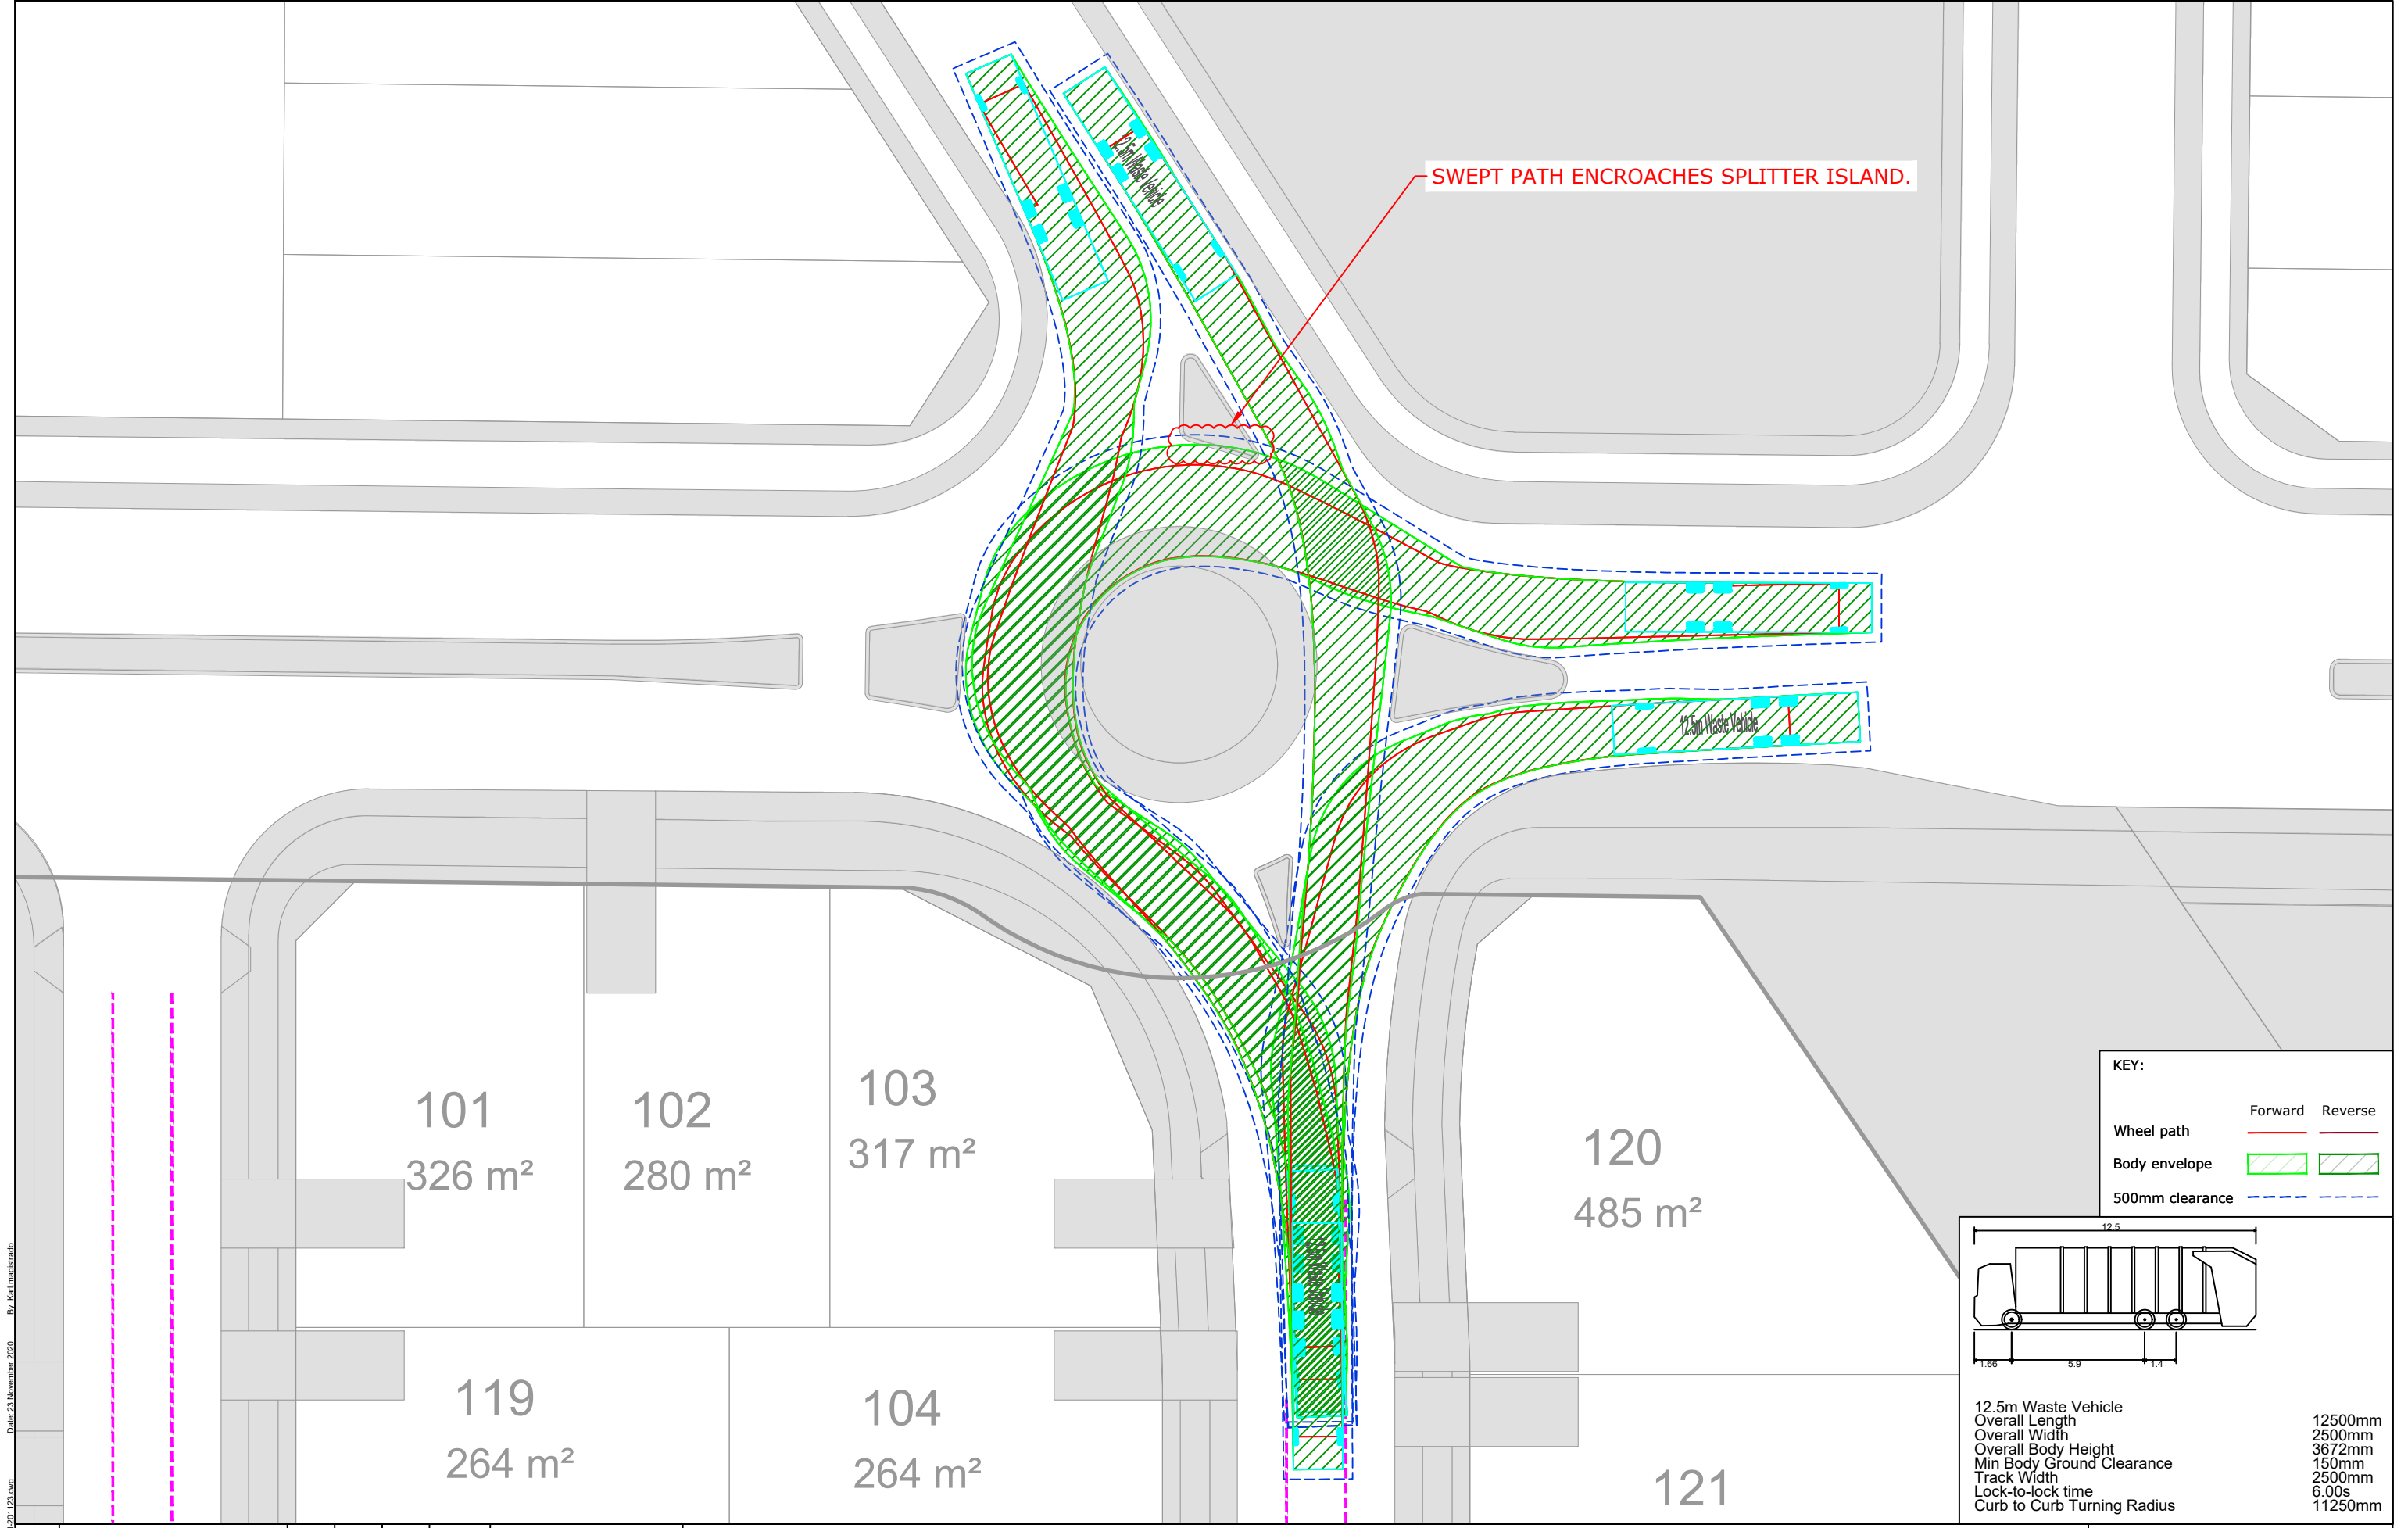 SWEPT PATH ENCROACHES SPLITTER ISLAND.
12.5m Waste Vehicle
12.5m Waste Vehicle
101
326 m²
102
280 m²
103
317 m²
120
485 m²
119
264 m²
104
264 m²
121
KEY:
Forward Reverse
Wheel path
Body envelope
500mm clearance
12.5
1.66 5.9 1.4
12.5m Waste Vehicle
Overall Length 12500mm
Overall Width 2500mm
Overall Body Height 3672mm
Min Body Ground Clearance 150mm
Track Width 2500mm
Lock-to-lock time 6.00s
Curb to Curb Turning Radius 11250mm
By: Karl.magistrado
Date: 23 November 2020
-201123.dwg